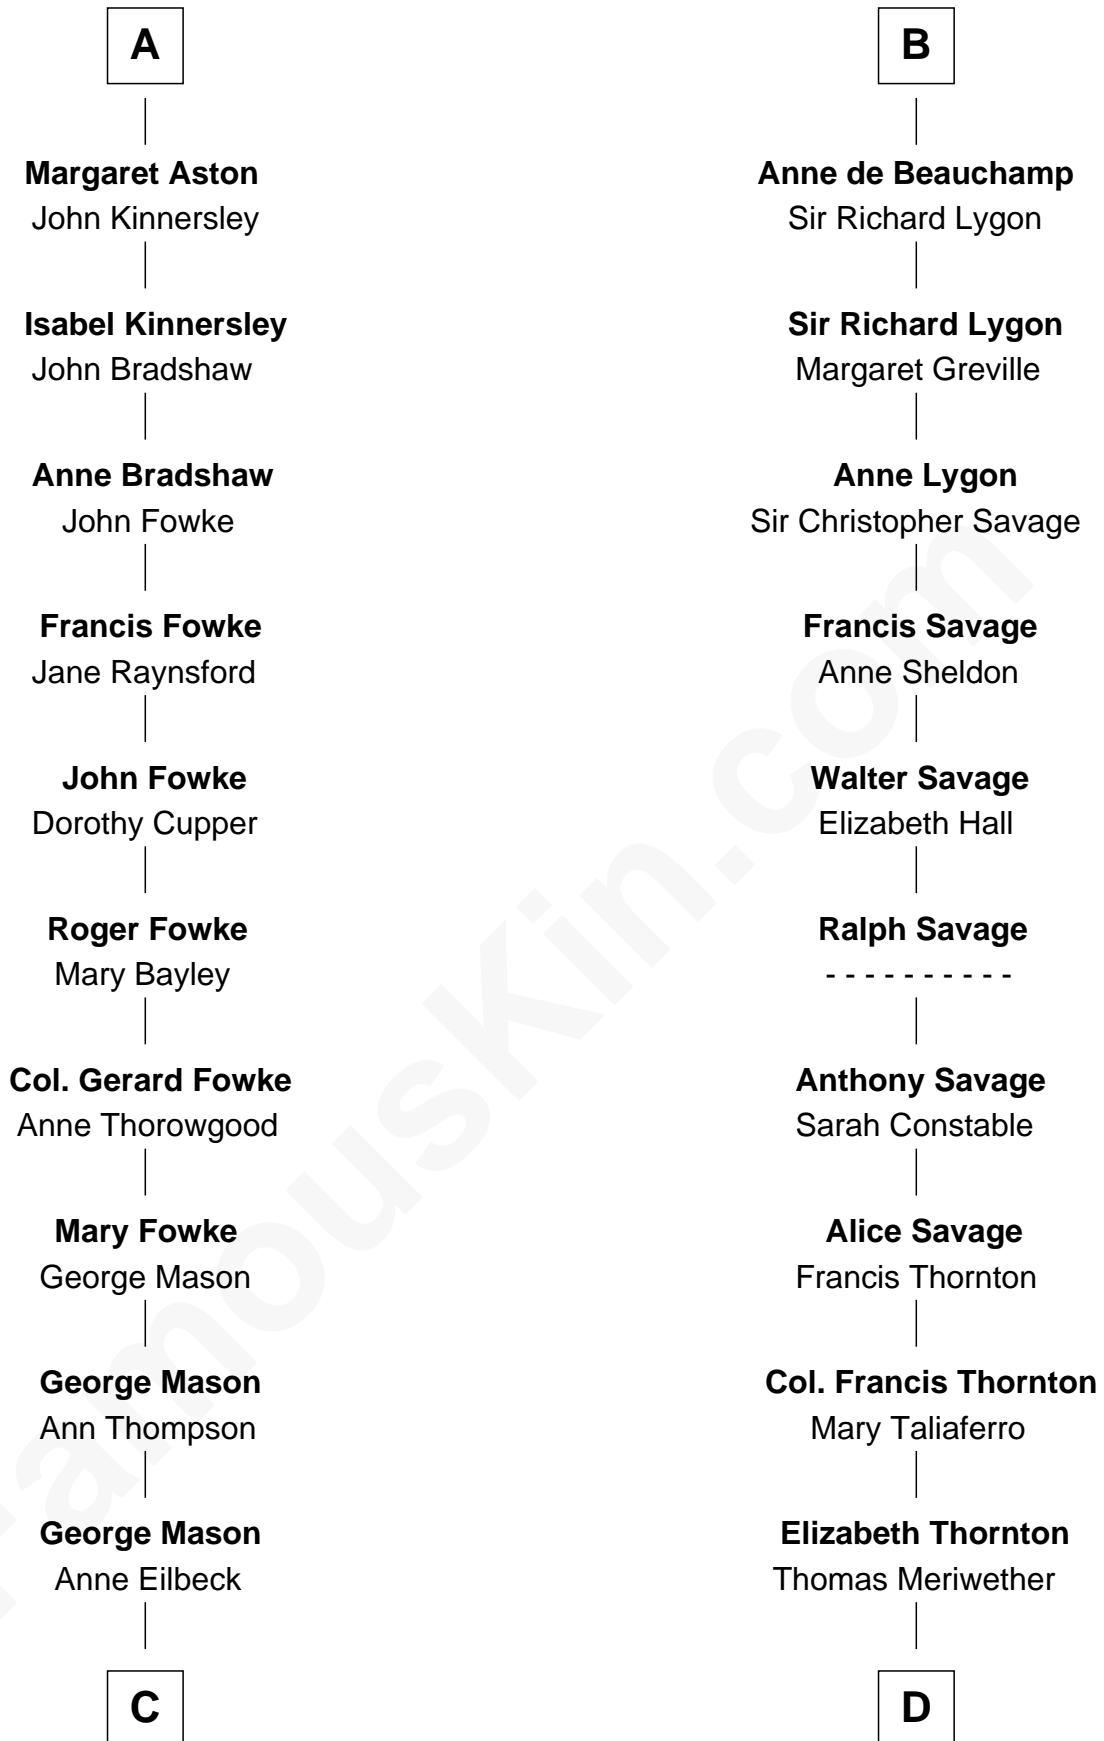 A
Margaret Aston
John Kinnersley
Isabel Kinnersley
John Bradshaw
Anne Bradshaw
John Fowke
Francis Fowke
Jane Raynsford
John Fowke
Dorothy Cupper
Roger Fowke
Mary Bayley
Col. Gerard Fowke
Anne Thorowgood
Mary Fowke
George Mason
George Mason
Ann Thompson
George Mason
Anne Eilbeck
C
B
Anne de Beauchamp
Sir Richard Lygon
Sir Richard Lygon
Margaret Greville
Anne Lygon
Sir Christopher Savage
Francis Savage
Anne Sheldon
Walter Savage
Elizabeth Hall
Ralph Savage
- - - - - - - - - -
Anthony Savage
Sarah Constable
Alice Savage
Francis Thornton
Col. Francis Thornton
Mary Taliaferro
Elizabeth Thornton
Thomas Meriwether
D
FamousKin.com